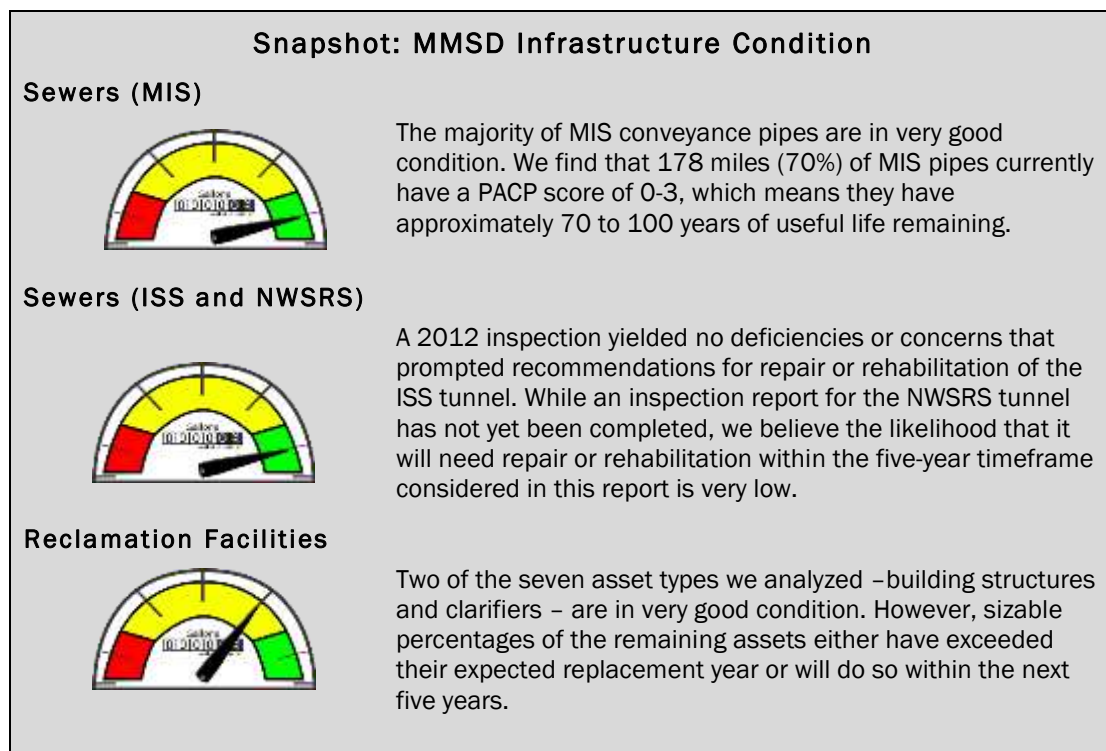 Snapshot: MMSD Infrastructure Condition
Sewers (MIS)
The majority of MIS conveyance pipes are in very good
condition. We find that 178 miles (70%) of MIS pipes currently
have a PACP score of 0-3, which means they have
approximately 70 to 100 years of useful life remaining.
Gallons
Sewers (ISS and NWSRS)
A 2012 inspection yielded no deficiencies or concerns that
prompted recommendations for repair or rehabilitation of the
ISS tunnel. While an inspection report for the NWSRS tunnel
has not yet been completed, we believe the likelihood that it
will need repair or rehabilitation within the five-year timeframe
considered in this report is very low.
Gallons
Reclamation Facilities
Two of the seven asset types we analyzed –building structures
and clarifiers – are in very good condition. However, sizable
percentages of the remaining assets either have exceeded
their expected replacement year or will do so within the next
five years.
Gallons